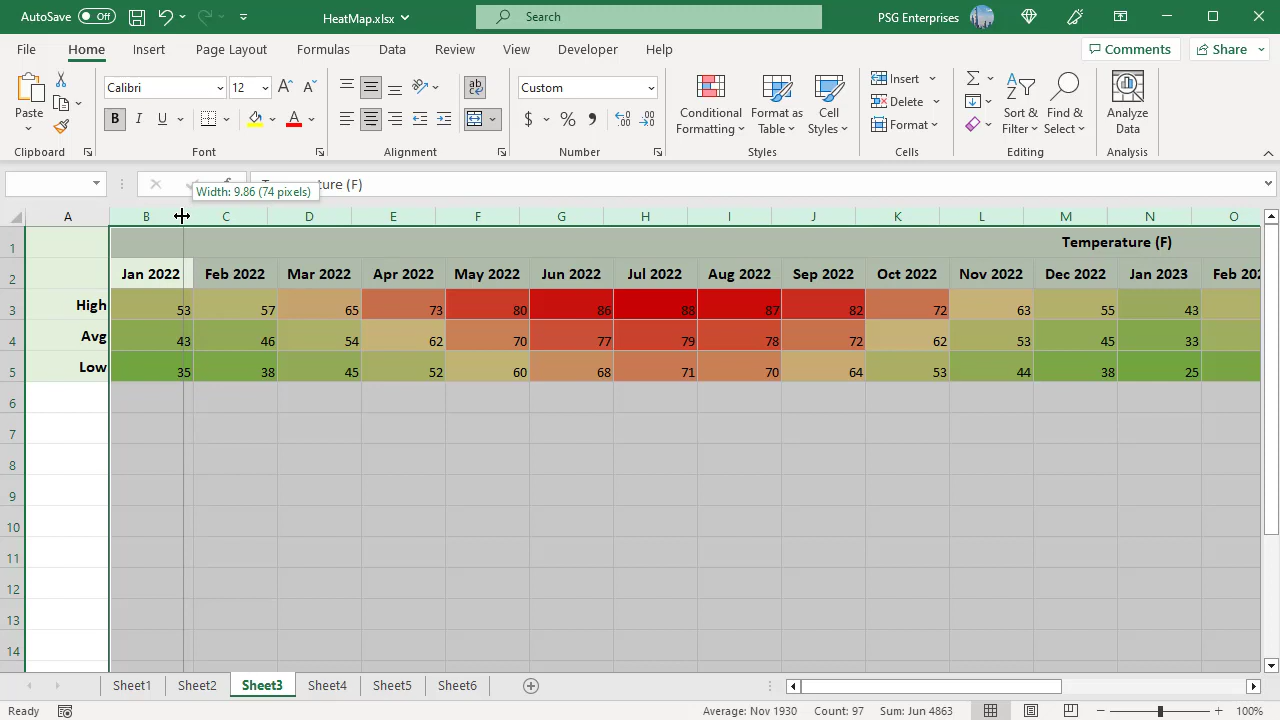 AutoSave Off HeatMap.xlsx Search PSG Enterprises
File Home Insert Page Layout Formulas Data Review View Developer Help Comments Share
Calibri 12 Custom Insert
Delete
Format
Paste B I U $ % Conditional Formatting Format as Table Cell Styles Sort & Filter Find & Select Analyze Data
Clipboard Font Alignment Number Styles Cells Editing Analysis
Width: 9.86 (74 pixels) ture (F)
A B C D E F G H I J K L M N O
1 Temperature (F)
2 Jan 2022 Feb 2022 Mar 2022 Apr 2022 May 2022 Jun 2022 Jul 2022 Aug 2022 Sep 2022 Oct 2022 Nov 2022 Dec 2022 Jan 2023 Feb 202
3 High 53 57 65 73 80 86 88 87 82 72 63 55 43
4 Avg 43 46 54 62 70 77 79 78 72 62 53 45 33
5 Low 35 38 45 52 60 68 71 70 64 53 44 38 25
6
7
8
9
10
11
12
13
14
Sheet1 Sheet2 Sheet3 Sheet4 Sheet5 Sheet6
Ready Average: Nov 1930 Count: 97 Sum: Jun 4863 100%